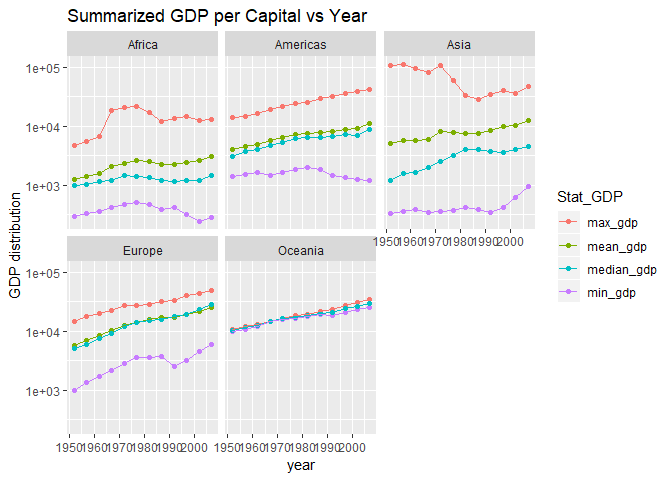 Summarized GDP per Capital vs Year
Africa
Americas
Asia
1e+05
1e+04
1e+03
1950 1960 1970 1980 1990 2000
Europe
Oceania
1e+05
1e+04
1e+03
1950 1960 1970 1980 1990 2000
1950 1960 1970 1980 1990 2000
GDP distribution
year
Stat_GDP
max_gdp
mean_gdp
median_gdp
min_gdp